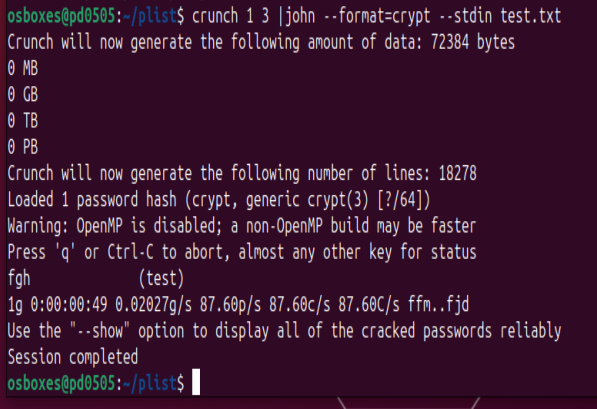 osboxes@pd0505:~/plist$ crunch 1 3 |john --format=crypt --stdin test.txt
Crunch will now generate the following amount of data: 72384 bytes
0 MB
0 GB
0 TB
0 PB
Crunch will now generate the following number of lines: 18278
Loaded 1 password hash (crypt, generic crypt(3) [?/64])
Warning: OpenMP is disabled; a non-OpenMP build may be faster
Press 'q' or Ctrl-C to abort, almost any other key for status
fgh              (test)
1g 0:00:00:49 0.02027g/s 87.60p/s 87.60c/s 87.60C/s ffm..fjd
Use the "--show" option to display all of the cracked passwords reliably
Session completed
osboxes@pd0505:~/plist$